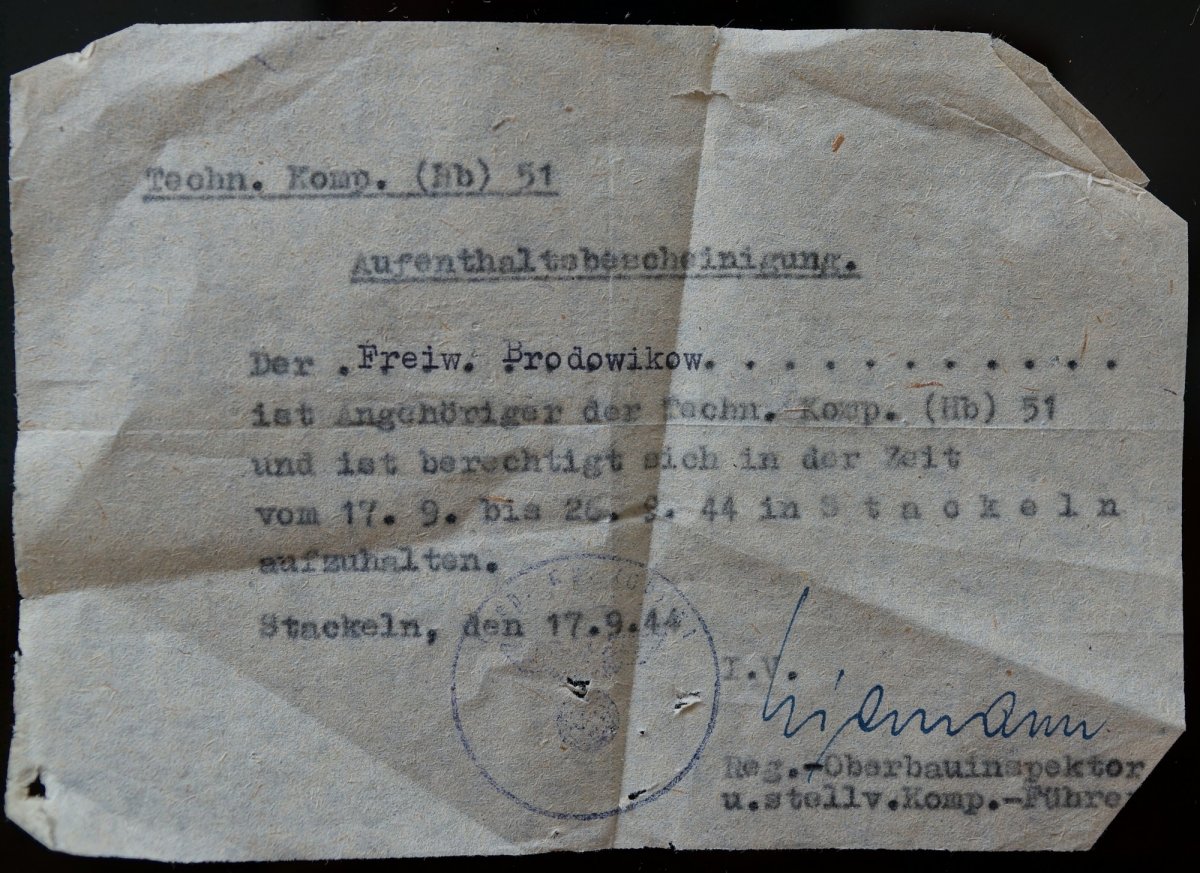 Techn. Komp. (Hb) 51
Aufenthaltsbescheinigung.
Der .Freiw. Brodowikow. . . . . . . . . . . .
ist Angehöriger der Techn. Komp. (Hb) 51
und ist berechtigt sich in der Zeit
vom 17. 9. bis 26. 9. 44 in S t a c k e l n
aufzuhalten.
Stackeln, den 17.9.44
I.V.
Reg.-Oberbauinspektor
u.stellv.Komp.-Führer